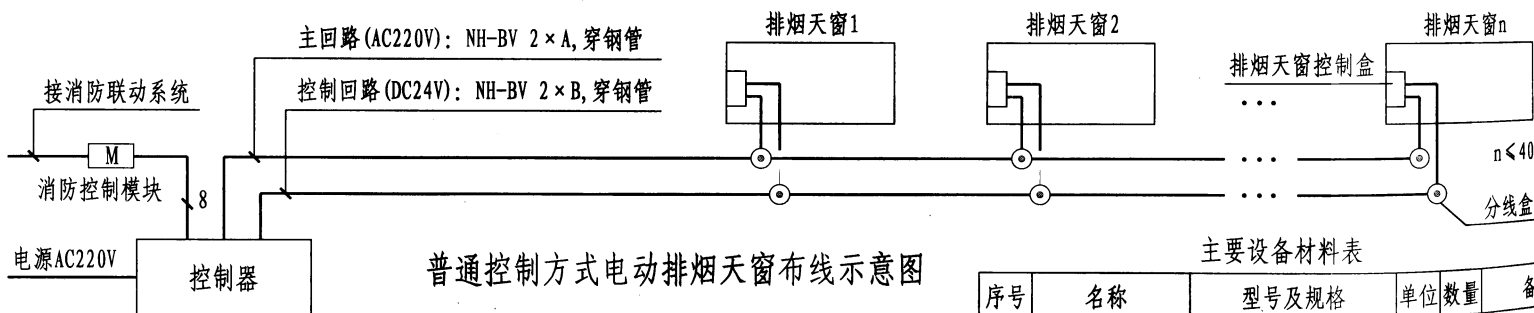 主回路(AC220V): NH-BV 2×A,穿钢管
排烟天窗1
排烟天窗2
排烟天窗n
控制回路(DC24V): NH-BV 2×B,穿钢管
排烟天窗控制盒
接消防联动系统
M
n≤40
消防控制模块
8
分线盒
电源AC220V
控制器
普通控制方式电动排烟天窗布线示意图
主要设备材料表
序号 名称 型号及规格 单位 数量